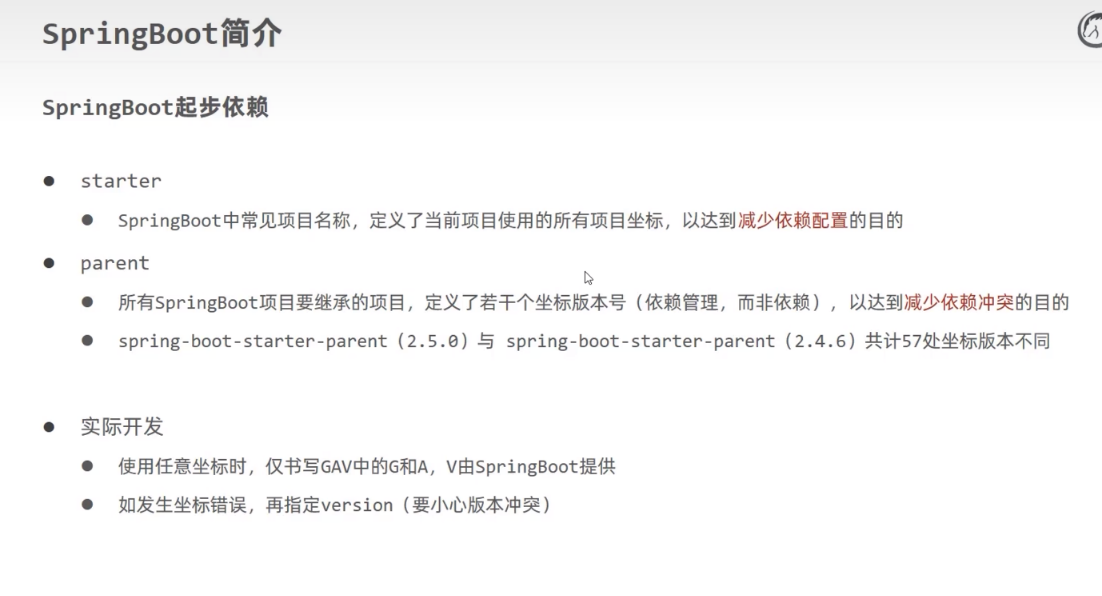 SpringBoot简介
SpringBoot起步依赖
starter
SpringBoot中常见项目名称，定义了当前项目使用的所有项目坐标，以达到减少依赖配置的目的
parent
所有SpringBoot项目要继承的项目，定义了若干个坐标版本号（依赖管理，而非依赖），以达到减少依赖冲突的目的
spring-boot-starter-parent（2.5.0）与 spring-boot-starter-parent（2.4.6）共计57处坐标版本不同
实际开发
使用任意坐标时，仅书写GAV中的G和A，V由SpringBoot提供
如发生坐标错误，再指定version（要小心版本冲突）